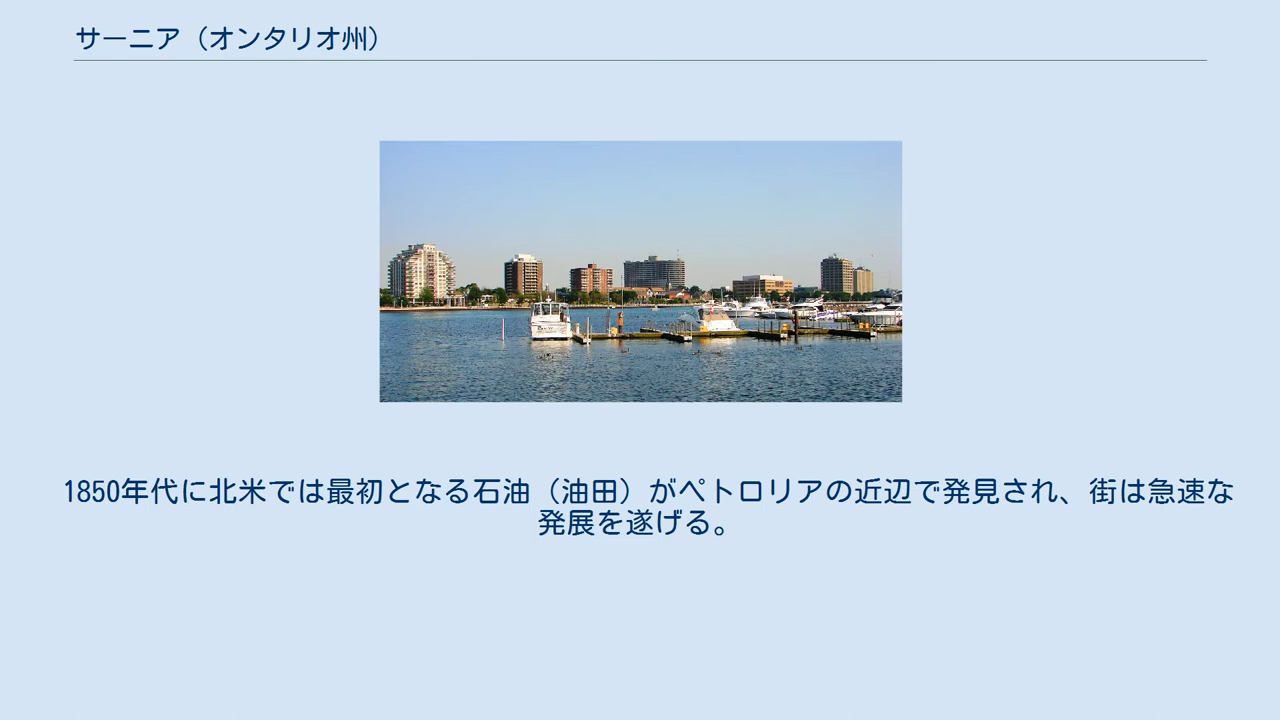 サーニア（オンタリオ州）
1850年代に北米では最初となる石油（油田）がペトロリアの近辺で発見され、街は急速な
発展を遂げる。